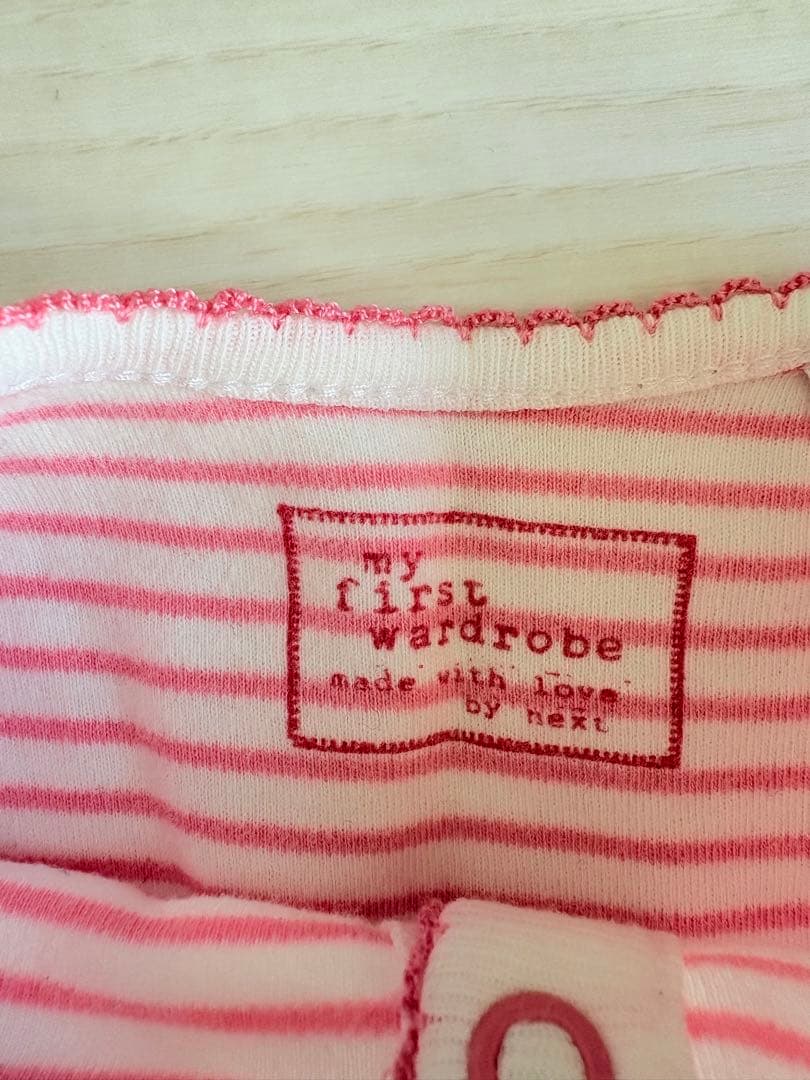 my
first
wardrobe
made with love
by next